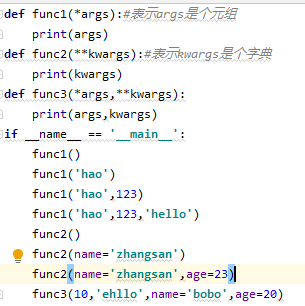 def func1(*args):#表示args是个元组
    print(args)
def func2(**kwargs):#表示kwargs是个字典
    print(kwargs)
def func3(*args,**kwargs):
    print(args,kwargs)
if __name__ == '__main__':
    func1()
    func1('hao')
    func1('hao',123)
    func1('hao',123,'hello')
    func2()
    func2(name='zhangsan')
    func2(name='zhangsan',age=23)
    func3(10,'ehllo',name='bobo',age=20)